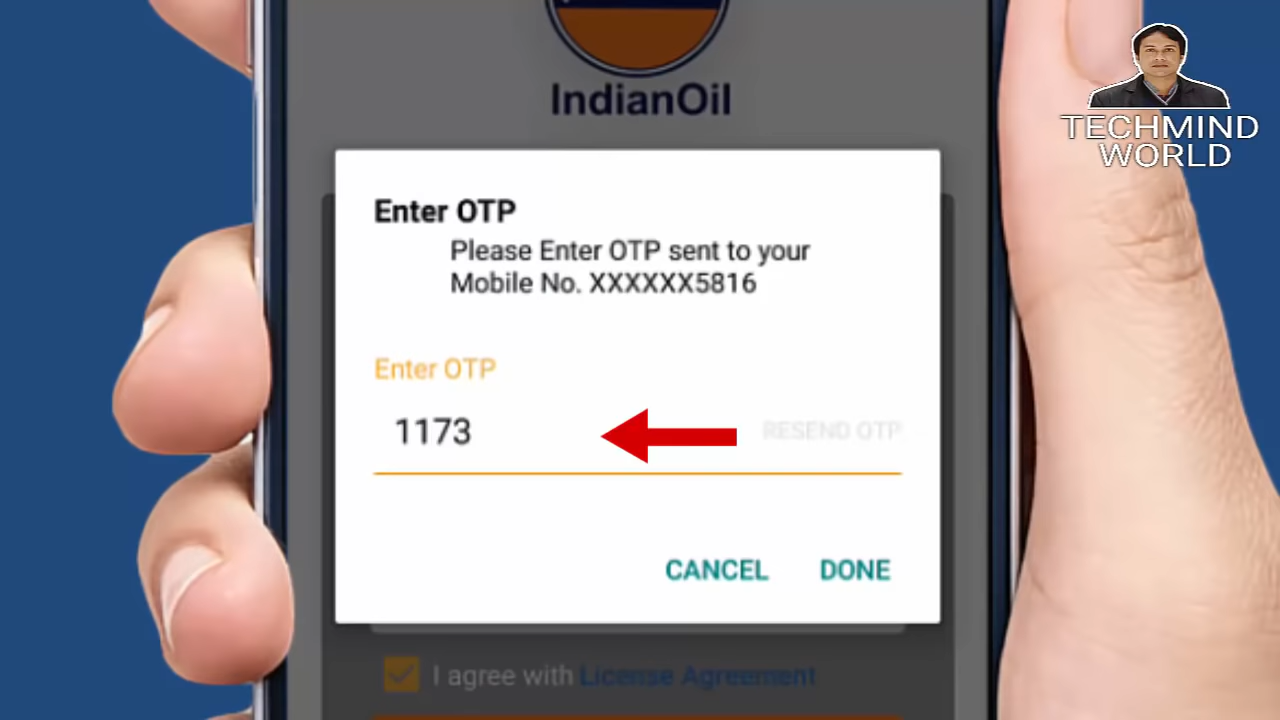 IndianOil
TECHMIND
WORLD
Enter OTP
Please Enter OTP sent to your
Mobile No. XXXXXX5816
Enter OTP
1173
RESEND OTP
CANCEL DONE
I agree with License Agreement